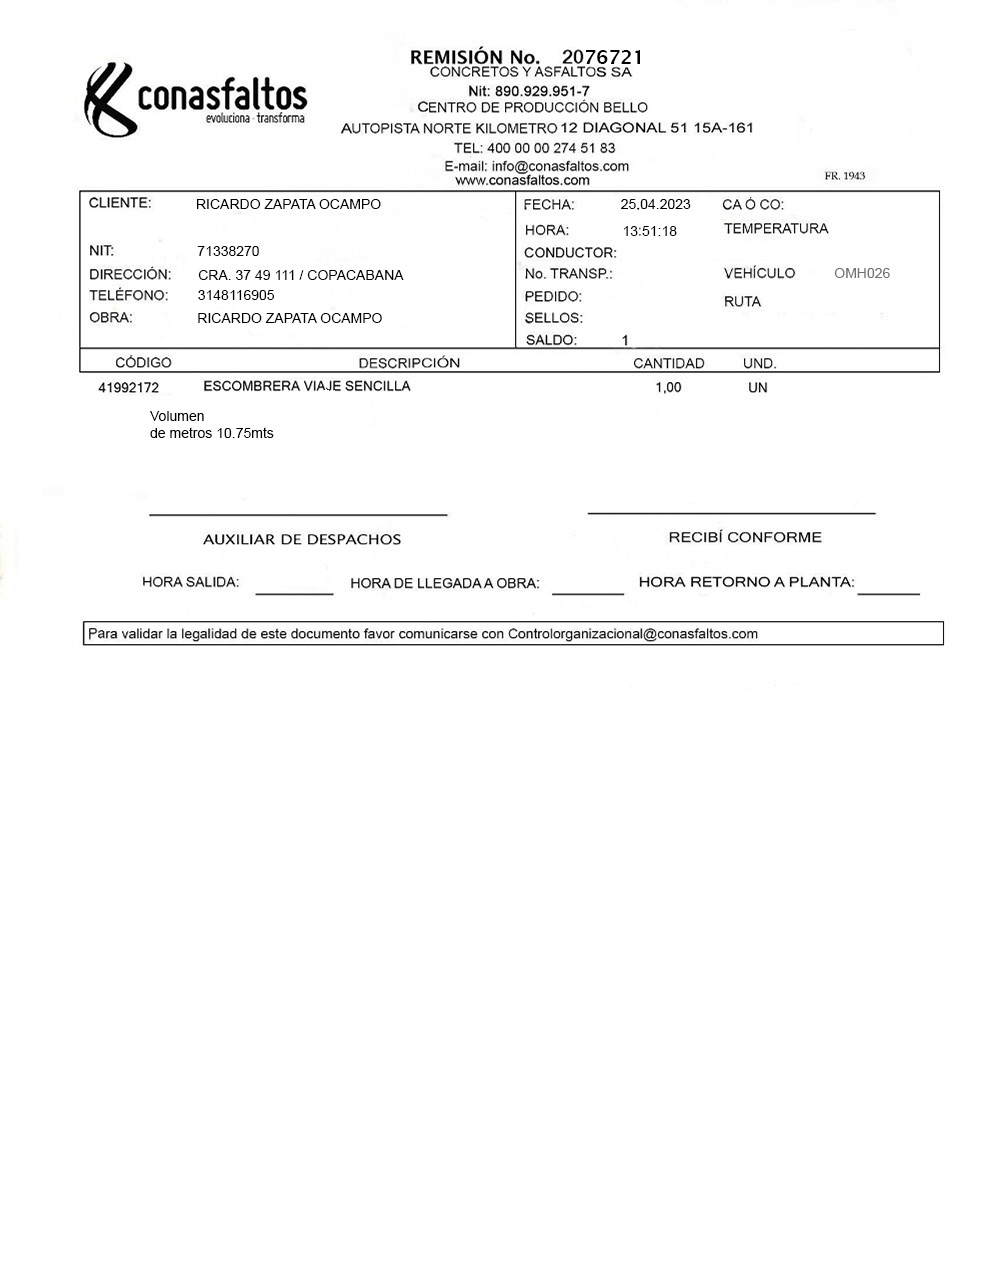 conasfaltos
evoluciona · transforma
REMISIÓN No. 2076721
CONCRETOS Y ASFALTOS SA
Nit: 890.929.951-7
CENTRO DE PRODUCCIÓN BELLO
AUTOPISTA NORTE KILOMETRO 12 DIAGONAL 51 15A-161
TEL: 400 00 00 274 51 83
E-mail: info@conasfaltos.com
www.conasfaltos.com
FR. 1943
CLIENTE: RICARDO ZAPATA OCAMPO
NIT: 71338270
DIRECCIÓN: CRA. 37 49 111 / COPACABANA
TELÉFONO: 3148116905
OBRA: RICARDO ZAPATA OCAMPO
FECHA: 25.04.2023 CA Ó CO:
HORA: 13:51:18 TEMPERATURA
CONDUCTOR:
No. TRANSP.: VEHÍCULO OMH026
PEDIDO: RUTA
SELLOS:
SALDO: 1
CÓDIGO DESCRIPCIÓN CANTIDAD UND.
41992172 ESCOMBRERA VIAJE SENCILLA 1,00 UN
Volumen
de metros 10.75mts
AUXILIAR DE DESPACHOS RECIBÍ CONFORME
HORA SALIDA: HORA DE LLEGADA A OBRA: HORA RETORNO A PLANTA:
Para validar la legalidad de este documento favor comunicarse con Controlorganizacional@conasfaltos.com